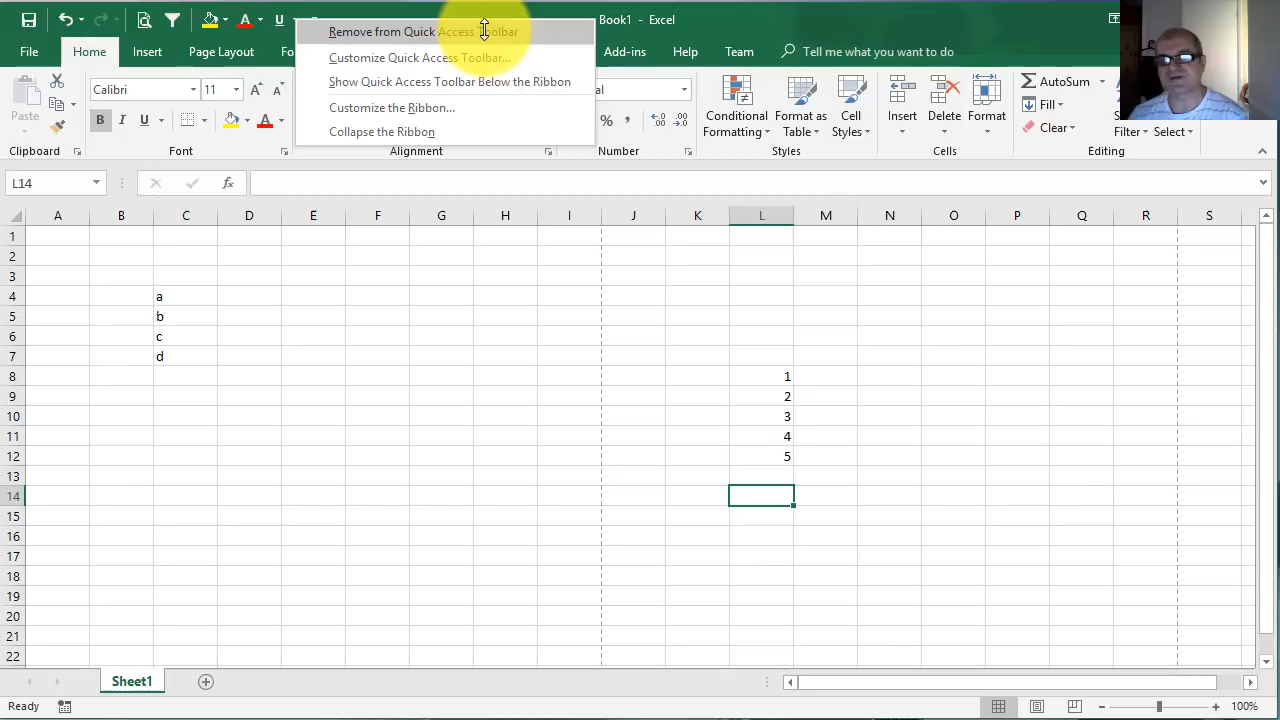 Book1 - Excel
Remove from Quick Access Toolbar
Customize Quick Access Toolbar...
Show Quick Access Toolbar Below the Ribbon
Customize the Ribbon...
Collapse the Ribbon
File Home Insert Page Layout Fo Add-ins Help Team Tell me what you want to do
Paste
Calibri 11 al
B I U A
% Conditional Formatting Format as Table Cell Styles Insert Delete Format
AutoSum
Fill
Clear
Filter Select
Clipboard Font Alignment Number Styles Cells Editing
L14 fx
A B C D E F G H I J K L M N O P Q R S
1
2
3
4 a
5 b
6 c
7 d
8 1
9 2
10 3
11 4
12 5
13
14
15
16
17
18
19
20
21
22
Sheet1
Ready 100%